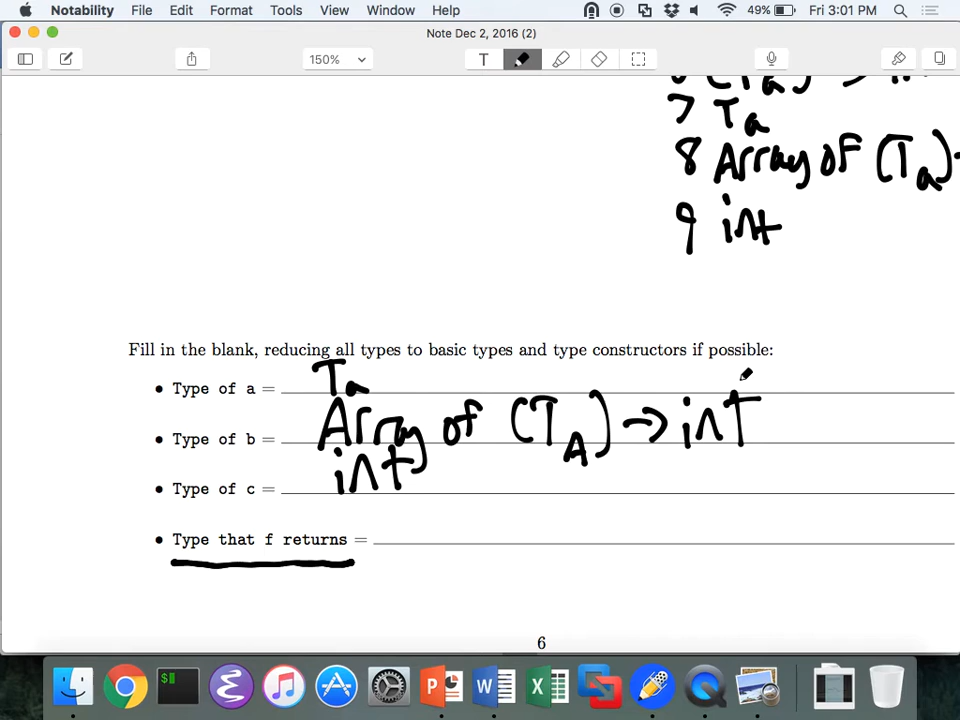 Notability File Edit Format Tools View Window Help 49% Fri 3:01 PM
Note Dec 2, 2016 (2)
150% T
7 Ta
8 Array of (Ta)
9 int
Fill in the blank, reducing all types to basic types and type constructors if possible:
• Type of a = Ta
• Type of b = Array of (TA) → int
• Type of c = int
• Type that f returns =
6